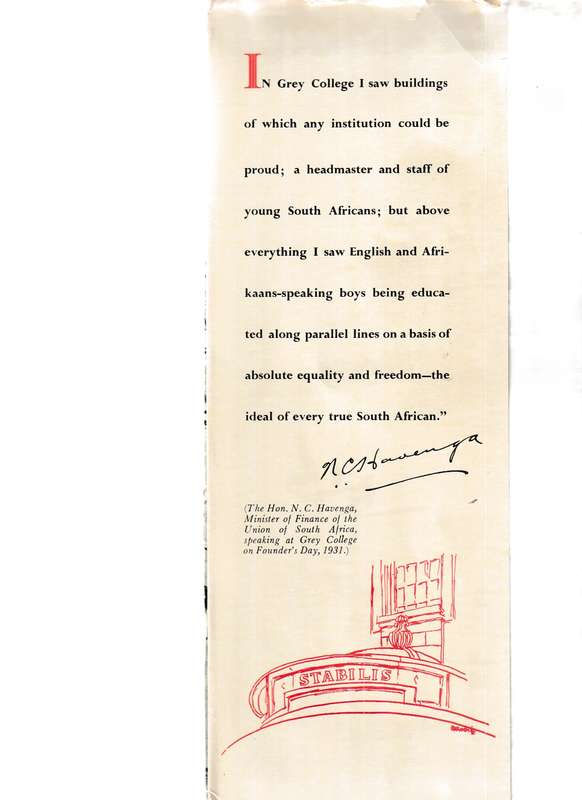 IN Grey College I saw buildings
of which any institution could be
proud; a headmaster and staff of
young South Africans; but above
everything I saw English and Afri-
kaans-speaking boys being educa-
ted along parallel lines on a basis of
absolute equality and freedom—the
ideal of every true South African.”
N. C. Havenga
(The Hon. N. C. Havenga,
Minister of Finance of the
Union of South Africa,
speaking at Grey College
on Founder's Day, 1931.)
STABILIS